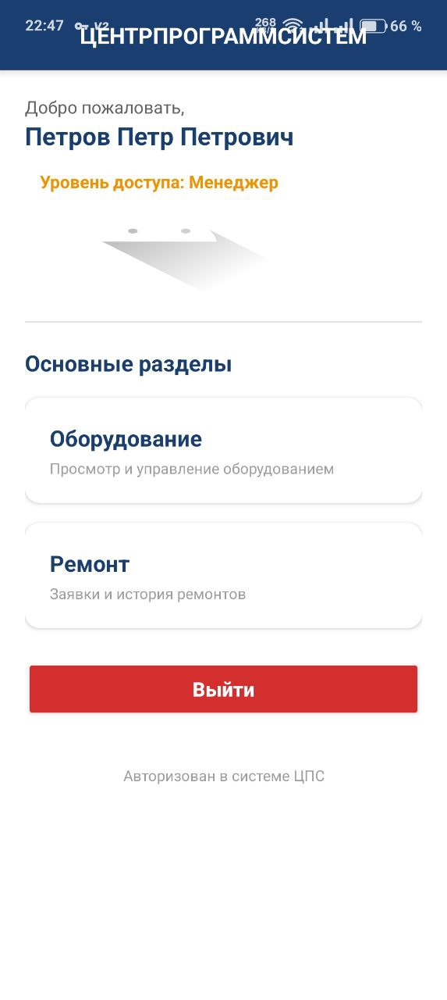 22:47 V2 268 66 %
ЦЕНТРПРОГРАММСИСТЕМ
Добро пожаловать,
Петров Петр Петрович
Уровень доступа: Менеджер
Основные разделы
Оборудование
Просмотр и управление оборудованием
Ремонт
Заявки и история ремонтов
Выйти
Авторизован в системе ЦПС